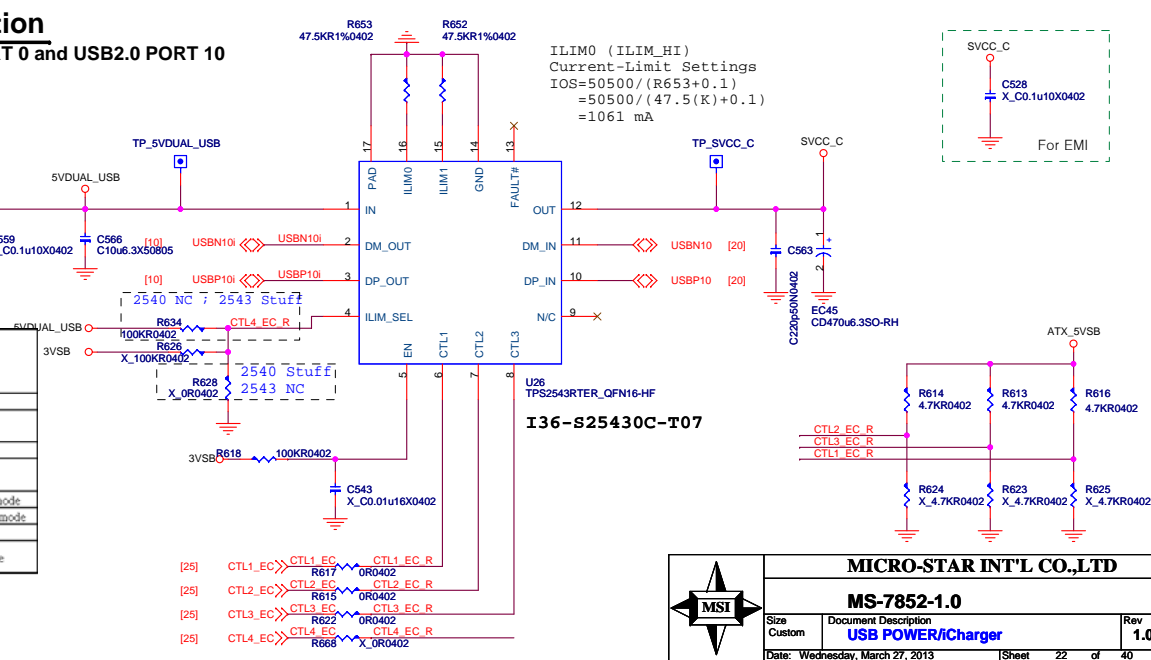 tion
T 0 and USB2.0 PORT 10
R653
47.5KR1%0402
R652
47.5KR1%0402
ILIM0 (ILIM_HI)
Current-Limit Settings
IOS=50500/(R653+0.1)
=50500/(47.5(K)+0.1)
=1061 mA
SVCC_C
C528
X_C0.1u10X0402
For EMI
TP_5VDUAL_USB
5VDUAL_USB
559
_C0.1u10X0402
C566
C10u6.3X50805
17
16
15
14
13
PAD
ILIM0
ILIM1
GND
FAULT#
TP_SVCC_C
SVCC_C
1
IN
OUT
12
[10]
USBN10i
USBN10i
2
DM_OUT
DM_IN
11
USBN10
[20]
[10]
USBP10i
USBP10i
3
DP_OUT
DP_IN
10
USBP10
[20]
4
ILIM_SEL
N/C
9
EN
CTL1
CTL2
CTL3
5
6
7
8
C563
C220p50N0402
1
+
2
EC45
CD470u6.3SO-RH
2540 NC ; 2543 Stuff
5VDUAL_USB
R634
100KR0402
CTL4_EC_R
3VSB
R626
X_100KR0402
R628
X_0R0402
2540 Stuff
2543 NC
U26
TPS2543RTER_QFN16-HF
I36-S25430C-T07
3VSB
R618
100KR0402
C543
X_C0.01u16X0402
ATX_5VSB
R614
4.7KR0402
R613
4.7KR0402
R616
4.7KR0402
CTL2_EC_R
CTL3_EC_R
CTL1_EC_R
R624
X_4.7KR0402
R623
X_4.7KR0402
R625
X_4.7KR0402
node
mode
e
[25]
CTL1_EC
CTL1_EC
CTL1_EC_R
R617
0R0402
[25]
CTL2_EC
CTL2_EC
CTL2_EC_R
R615
0R0402
[25]
CTL3_EC
CTL3_EC
CTL3_EC_R
R622
0R0402
[25]
CTL4_EC
CTL4_EC
CTL4_EC_R
R668
X_0R0402
MSI
MICRO-STAR INT'L CO.,LTD
MS-7852-1.0
Size
Custom
Document Description
USB POWER/iCharger
Rev
1.0
Date: Wednesday, March 27, 2013
Sheet 22 of 40